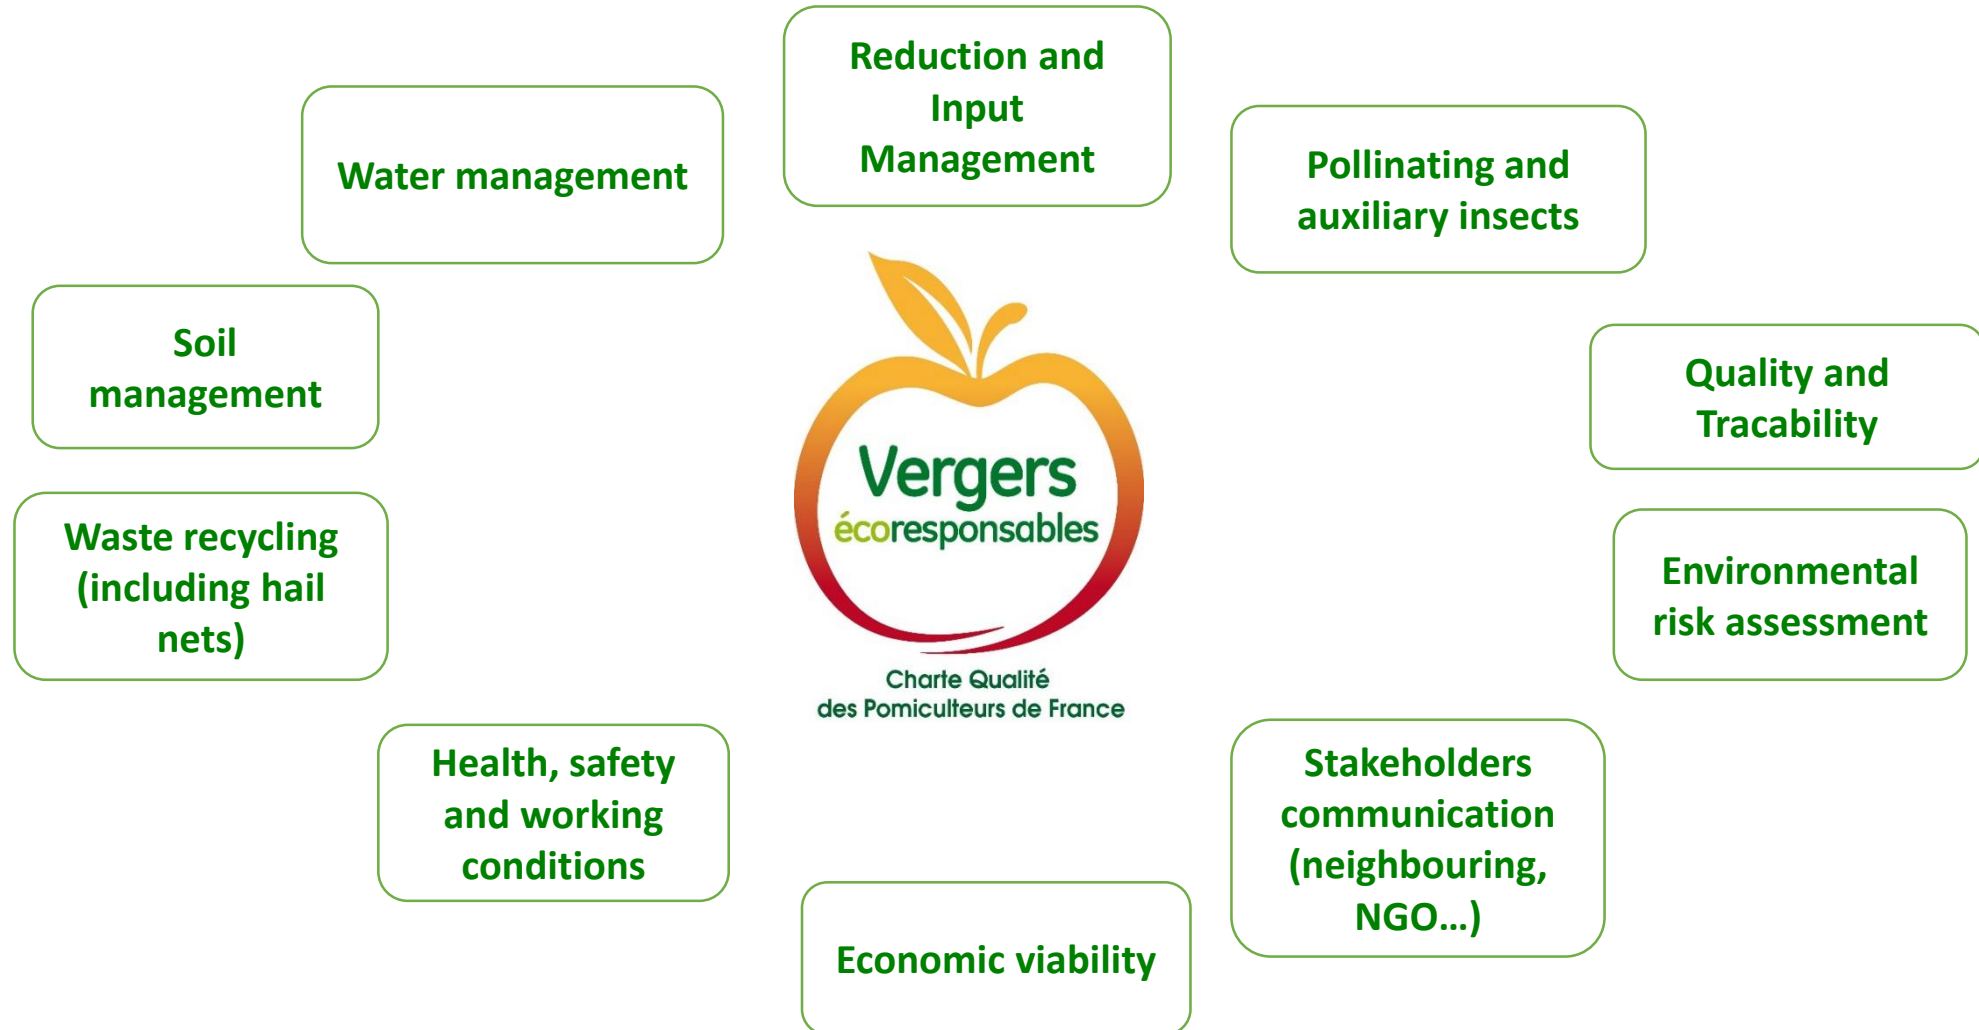 Reduction and
Input
Management
Water management
Pollinating and
auxiliary insects
Soil
management
Quality and
Tracability
Vergers
écoresponsables
Waste recycling
(including hail
nets)
Environmental
risk assessment
Charte Qualité
des Pomiculteurs de France
Health, safety
and working
conditions
Stakeholders
communication
(neighbouring,
NGO...)
Economic viability